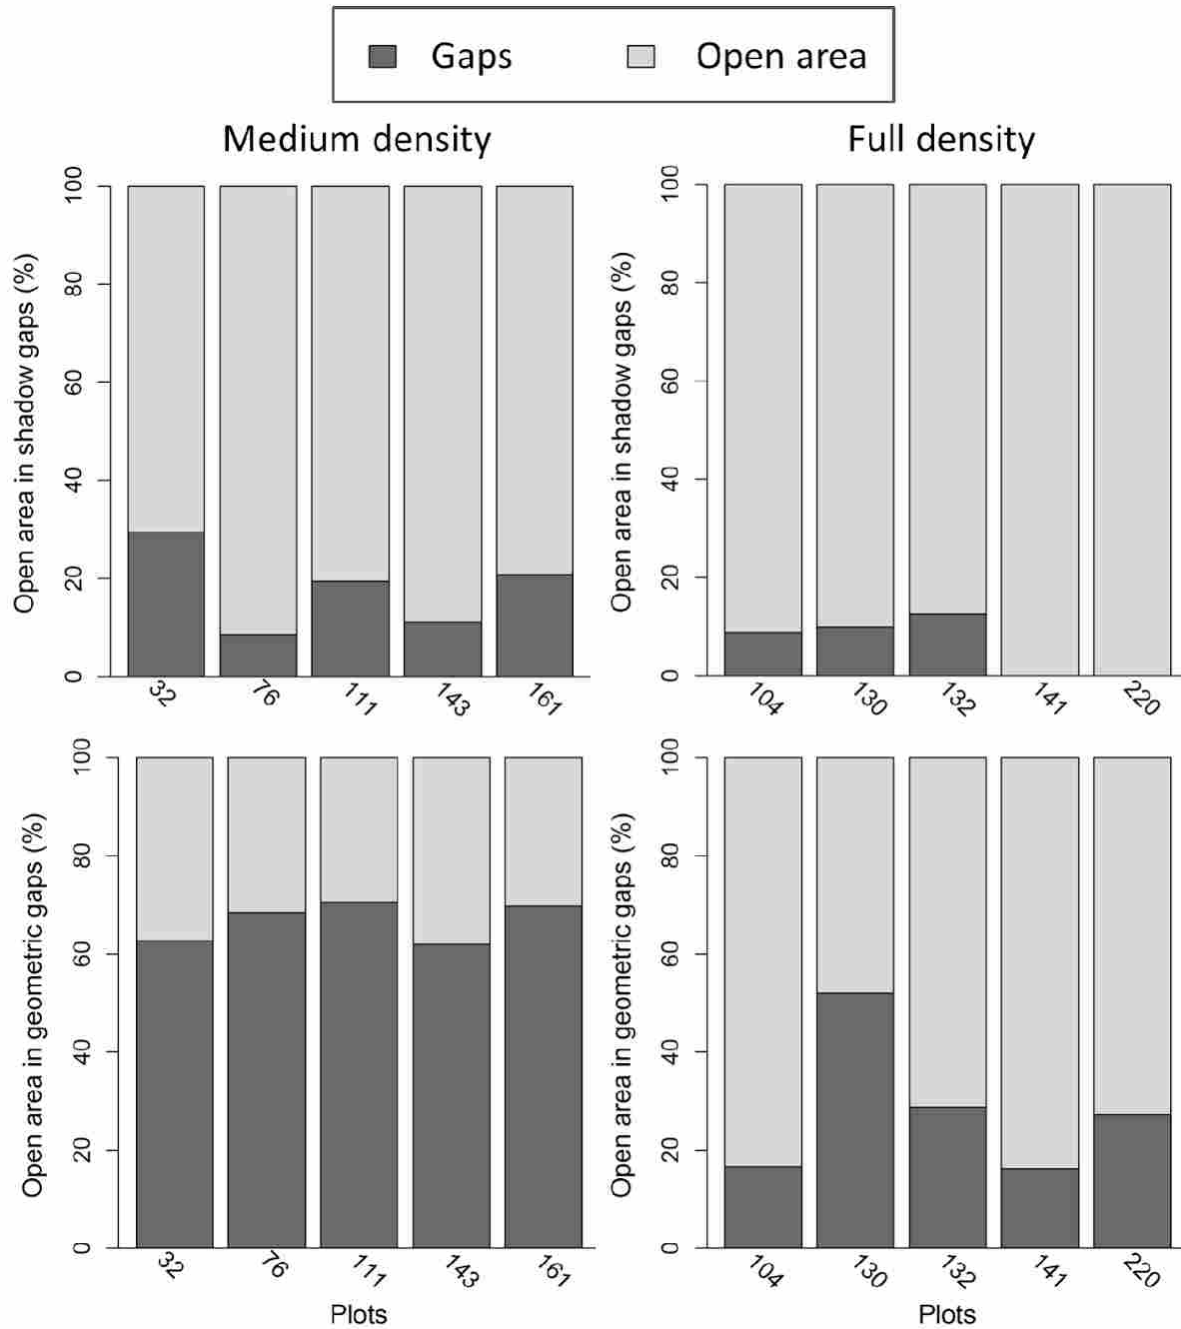 Gaps Open area
Medium density
Full density
Open area in shadow gaps (%)
0 20 40 60 80 100
32 76 111 143 161
Open area in shadow gaps (%)
0 20 40 60 80 100
104 130 132 141 220
Open area in geometric gaps (%)
0 20 40 60 80 100
32 76 111 143 161
Plots
Open area in geometric gaps (%)
0 20 40 60 80 100
104 130 132 141 220
Plots